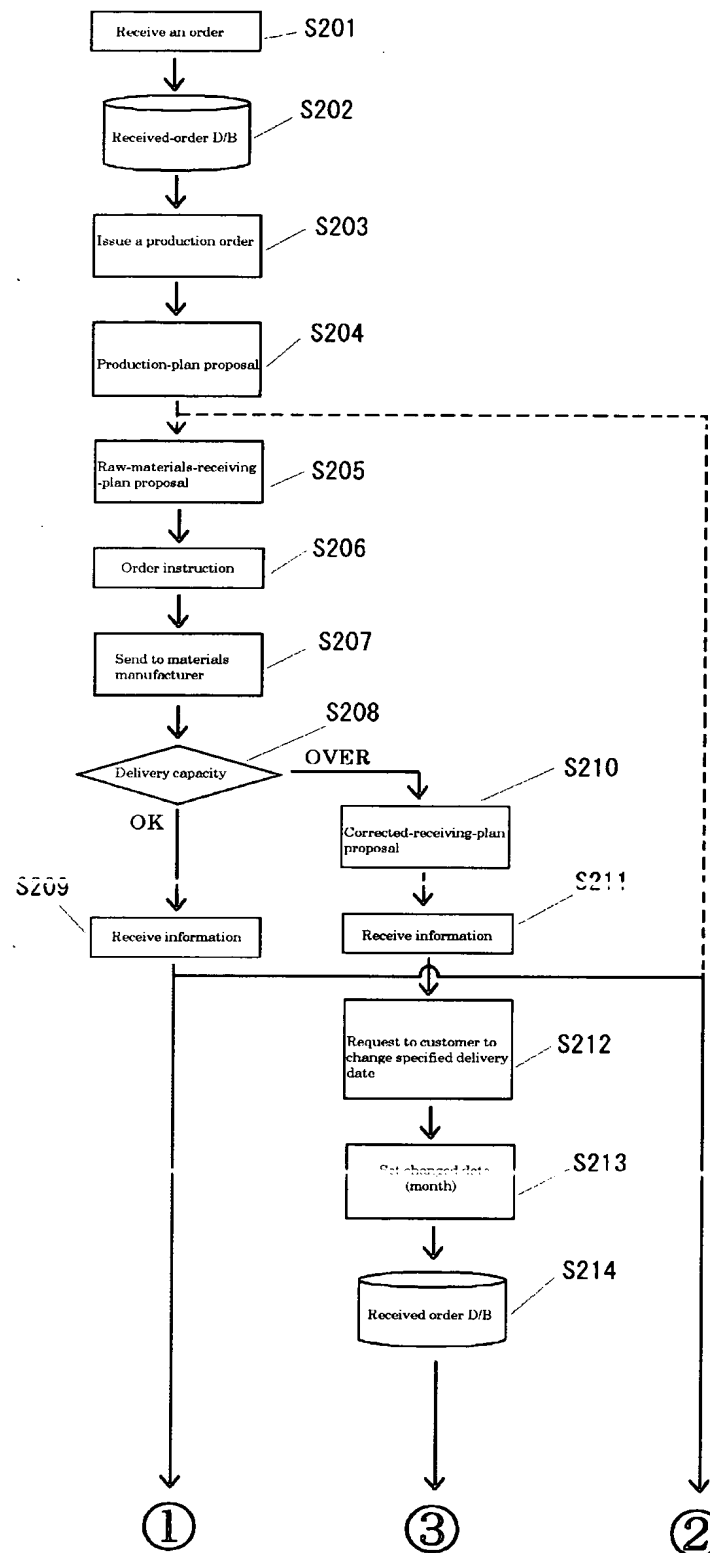 Receive an order
S201
Received-order D/B
S202
Issue a production order
S203
Production-plan proposal
S204
Raw-materials-receiving
-plan proposal
S205
Order instruction
S206
Send to materials
manufacturer
S207
Delivery capacity
S208
OVER
OK
Corrected-receiving-plan
proposal
S210
S209
Receive information
Receive information
S211
Request to customer to
change specified delivery
date
S212
Set changed date
(month)
S213
Received order D/B
S214
①
③
②